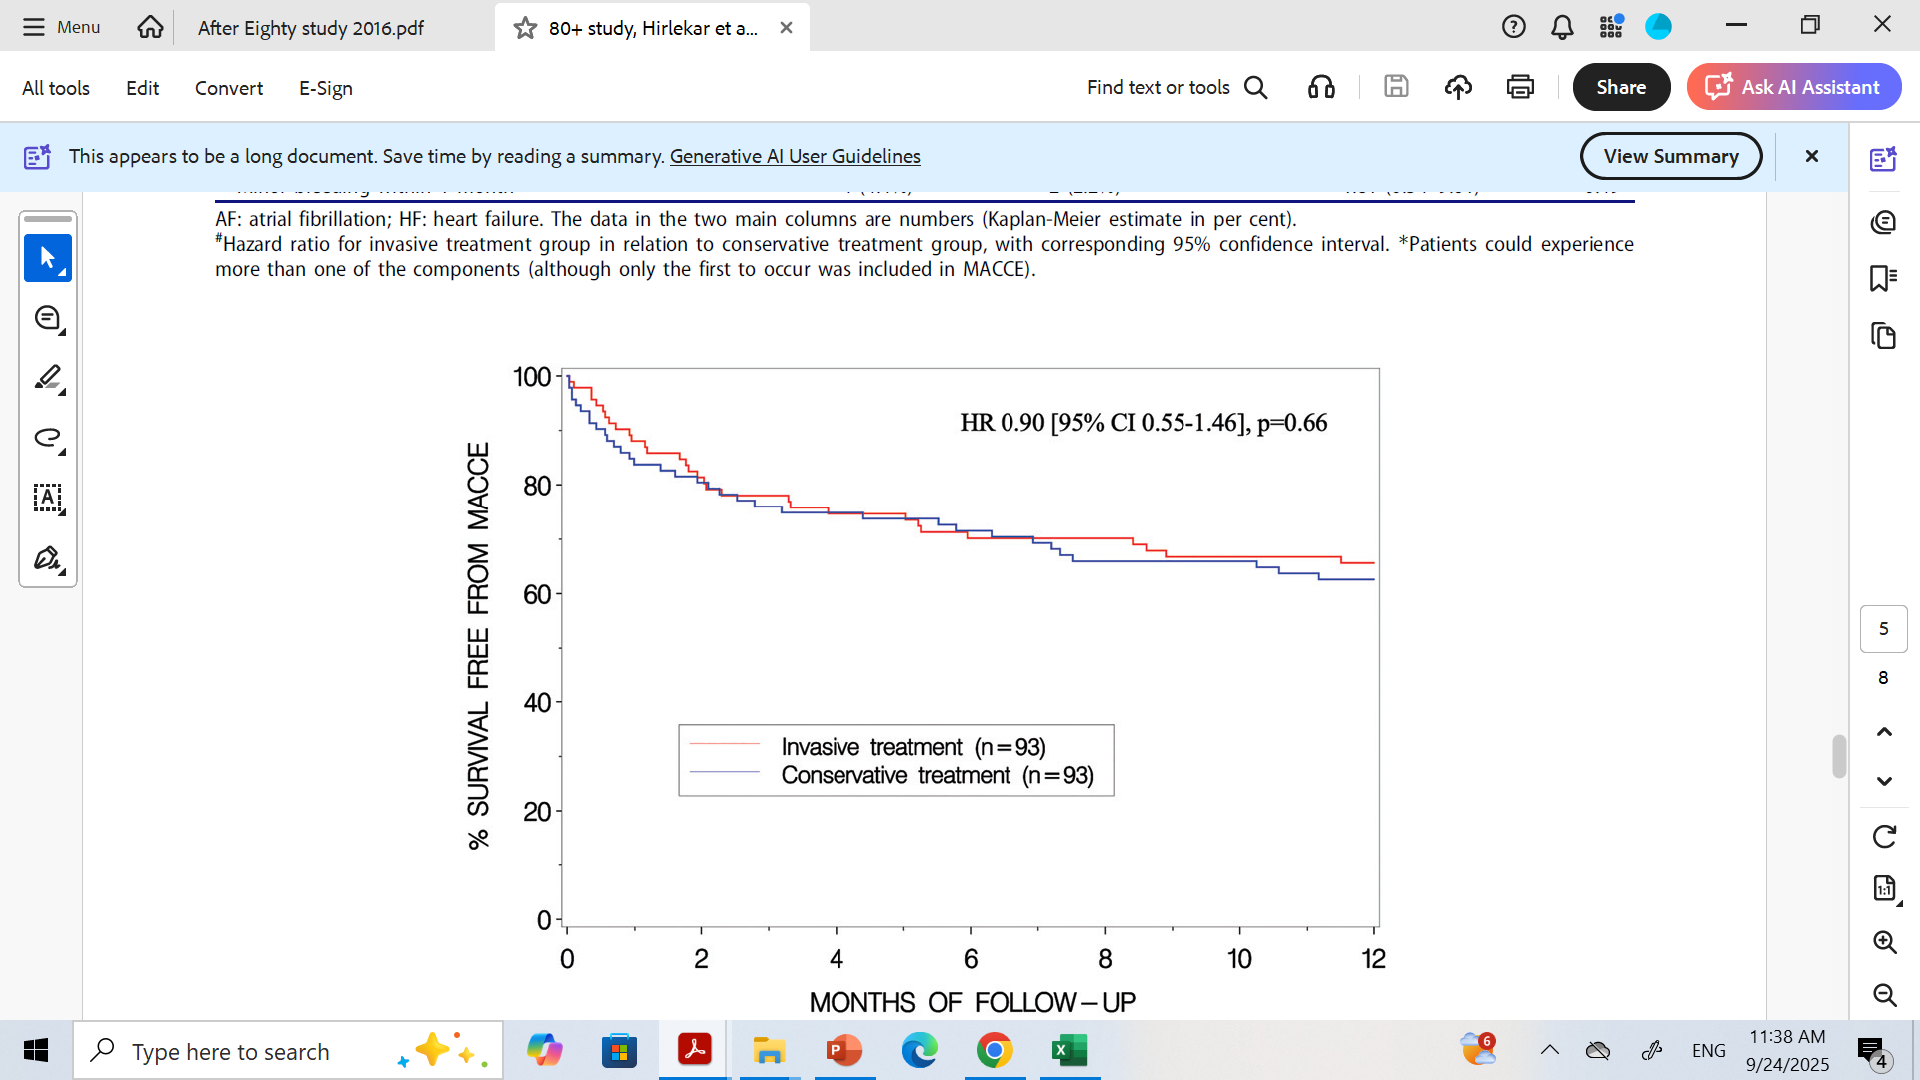 Menu
After Eighty study 2016.pdf
80+ study, Hirlekar et a...
All tools
Edit
Convert
E-Sign
Find text or tools
Share
Ask AI Assistant
This appears to be a long document. Save time by reading a summary. Generative AI User Guidelines
View Summary
AF: atrial fibrillation; HF: heart failure. The data in the two main columns are numbers (Kaplan-Meier estimate in per cent).
#Hazard ratio for invasive treatment group in relation to conservative treatment group, with corresponding 95% confidence interval. *Patients could experience
more than one of the components (although only the first to occur was included in MACCE).
100
80
60
40
20
0
% SURVIVAL FREE FROM MACCE
HR 0.90 [95% CI 0.55-1.46], p=0.66
Invasive treatment (n=93)
Conservative treatment (n=93)
0 2 4 6 8 10 12
MONTHS OF FOLLOW-UP
5
8
Type here to search
6
ENG
11:38 AM
9/24/2025
4